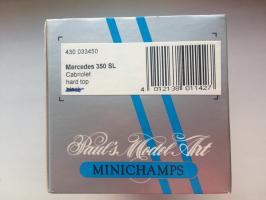 430 033450
Mercedes 350 SL
Cabriolet
hard top
4 012138 011427
Paul's Model Art
MINICHAMPS